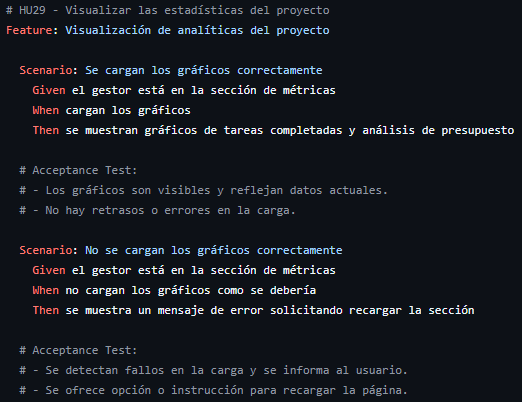 # HU29 - Visualizar las estadísticas del proyecto
Feature: Visualización de analíticas del proyecto
Scenario: Se cargan los gráficos correctamente
Given el gestor está en la sección de métricas
When cargan los gráficos
Then se muestran gráficos de tareas completadas y análisis de presupuesto
# Acceptance Test:
# - Los gráficos son visibles y reflejan datos actuales.
# - No hay retrasos o errores en la carga.
Scenario: No se cargan los gráficos correctamente
Given el gestor está en la sección de métricas
When no cargan los gráficos como se debería
Then se muestra un mensaje de error solicitando recargar la sección
# Acceptance Test:
# - Se detectan fallos en la carga y se informa al usuario.
# - Se ofrece opción o instrucción para recargar la página.